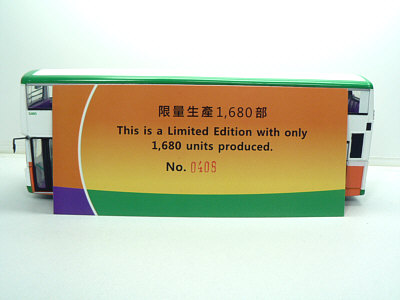 限量生產1,680部
This is a Limited Edition with only
1,680 units produced.
No. 0408